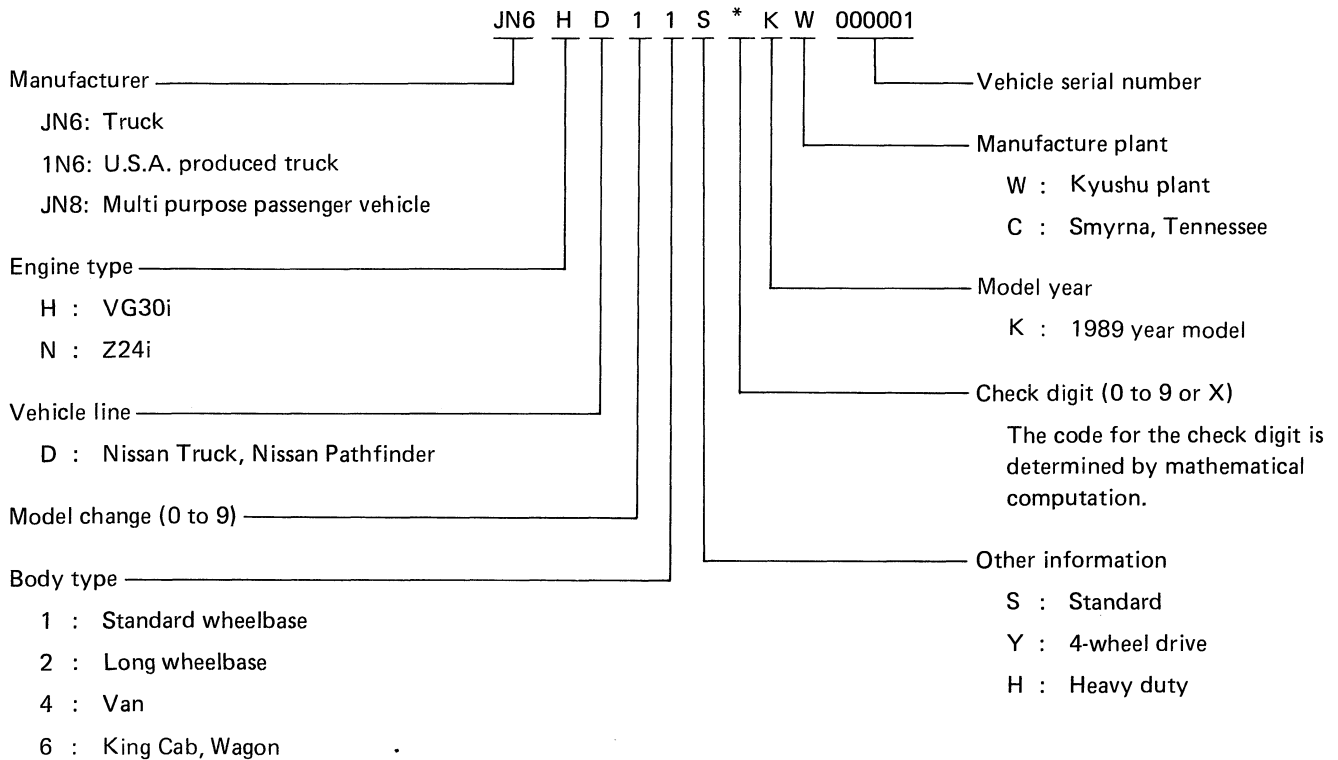 JN6 H D 1 1 S * K W 000001
Manufacturer
JN6: Truck
1N6: U.S.A. produced truck
JN8: Multi purpose passenger vehicle
Engine type
H : VG30i
N : Z24i
Vehicle line
D : Nissan Truck, Nissan Pathfinder
Model change (0 to 9)
Body type
1 : Standard wheelbase
2 : Long wheelbase
4 : Van
6 : King Cab, Wagon
Vehicle serial number
Manufacture plant
W : Kyushu plant
C : Smyrna, Tennessee
Model year
K : 1989 year model
Check digit (0 to 9 or X)
The code for the check digit is
determined by mathematical
computation.
Other information
S : Standard
Y : 4-wheel drive
H : Heavy duty